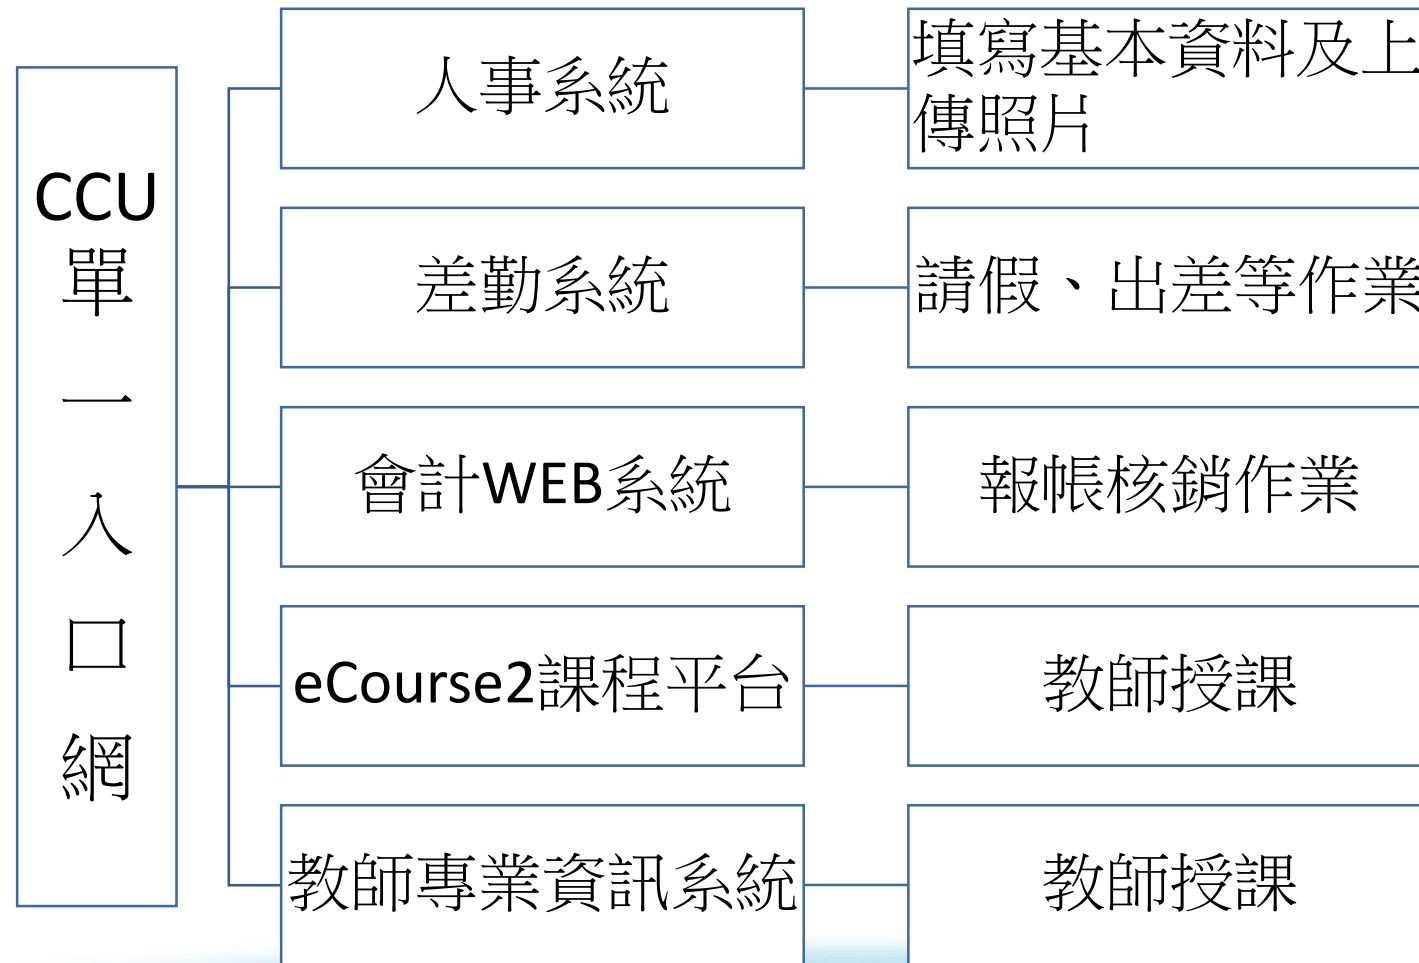 CCU
單
一
入
口
網
人事系統
填寫基本資料及上
傳照片
差勤系統
請假、出差等作業
會計WEB系統
報帳核銷作業
eCourse2課程平台
教師授課
教師專業資訊系統
教師授課